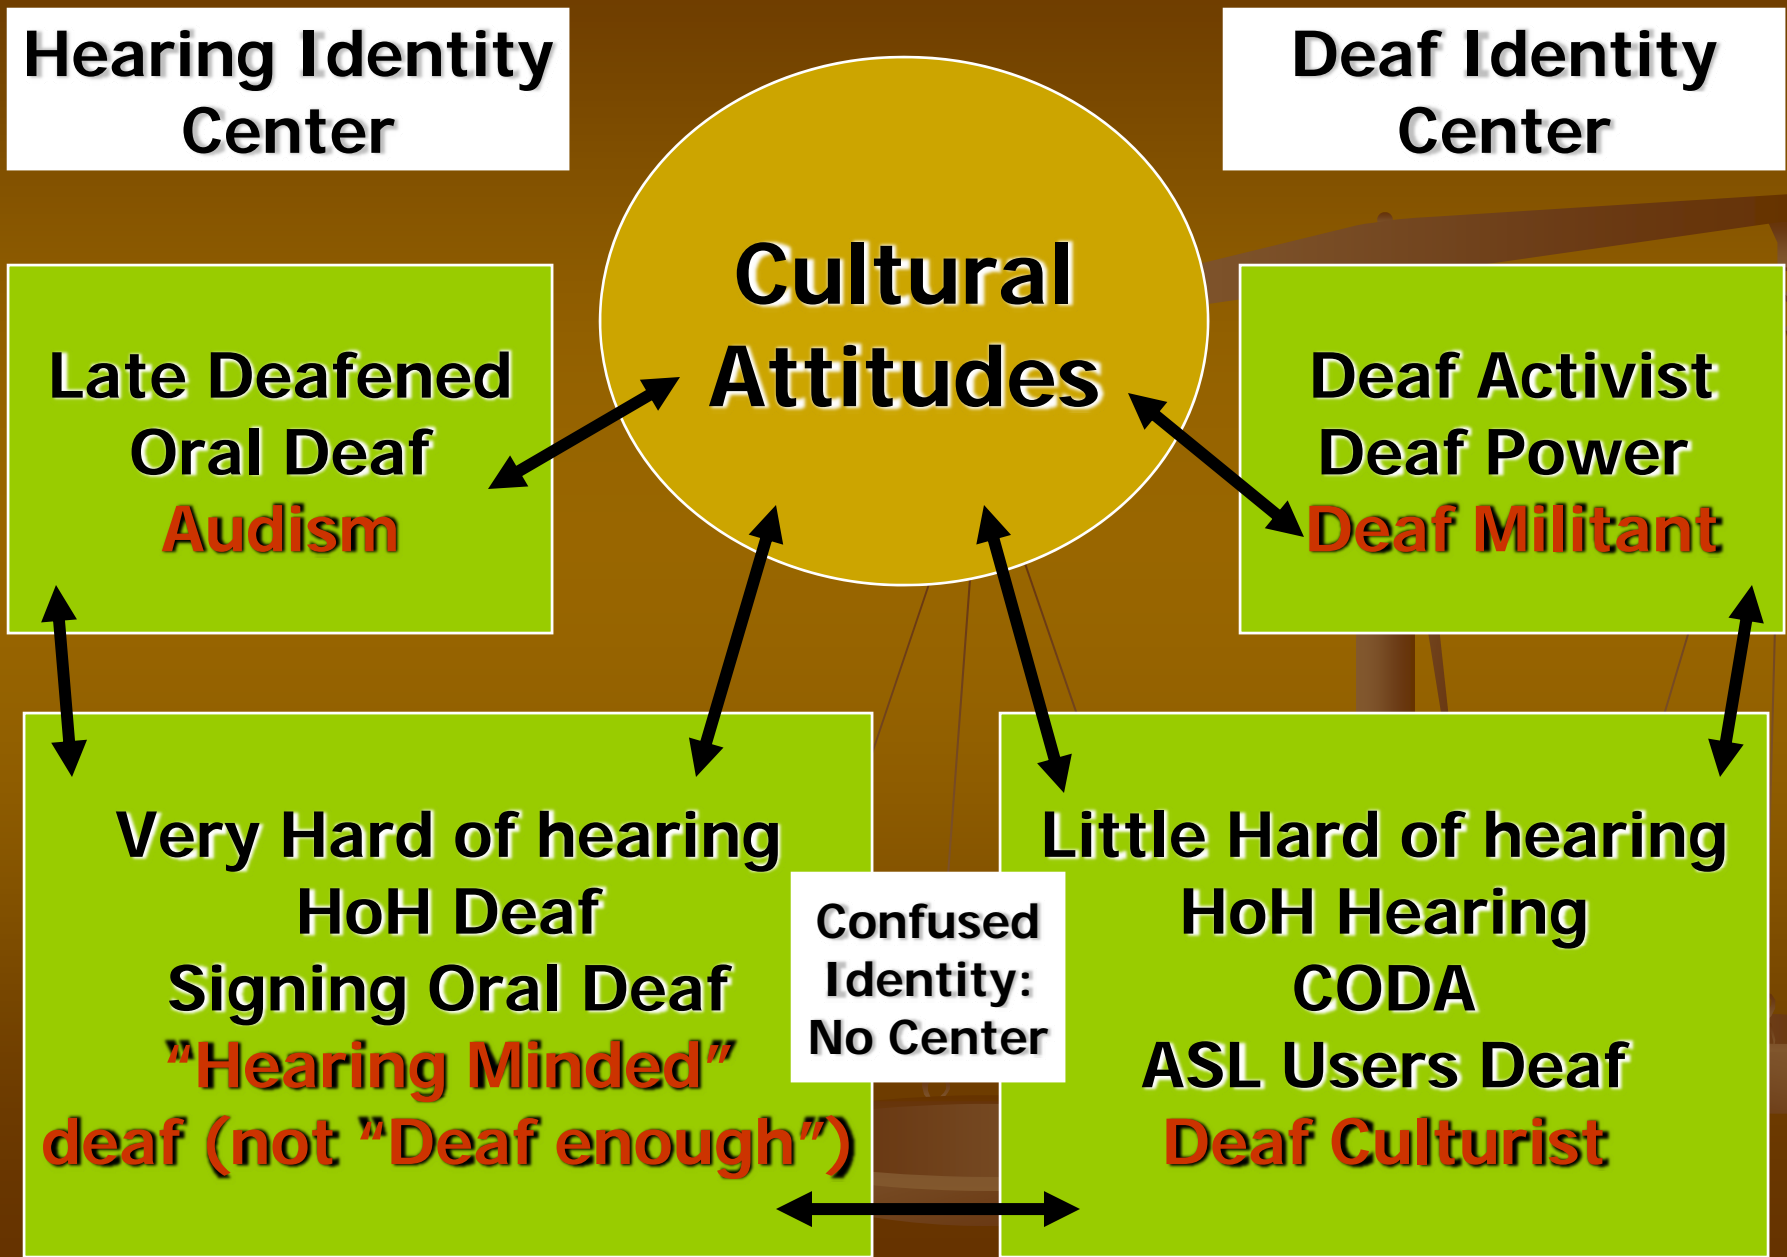 Hearing Identity
Center
Deaf Identity
Center
Cultural
Attitudes
Late Deafened
Oral Deaf
Audism
Deaf Activist
Deaf Power
Deaf Militant
Very Hard of hearing
HoH Deaf
Signing Oral Deaf
"Hearing Minded"
deaf (not "Deaf enough")
Confused
Identity:
No Center
Little Hard of hearing
HoH Hearing
CODA
ASL Users Deaf
Deaf Culturist